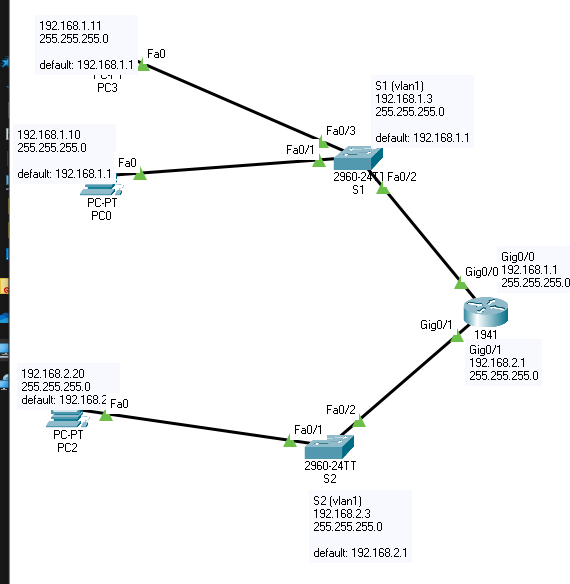 192.168.1.11
255.255.255.0
default: 192.168.1.1
Fa0
PC3
S1 (vlan1)
192.168.1.3
255.255.255.0
default: 192.168.1.1
192.168.1.10
255.255.255.0
default: 192.168.1.1
Fa0
PC-PT
PC0
Fa0/3
Fa0/1
2960-24TT
Fa0/2
S1
Gig0/0
Gig0/0
192.168.1.1
255.255.255.0
1941
Gig0/1
Gig0/1
192.168.2.1
255.255.255.0
192.168.2.20
255.255.255.0
default: 192.168.2
Fa0
PC-PT
PC2
Fa0/2
Fa0/1
2960-24TT
S2
S2 (vlan1)
192.168.2.3
255.255.255.0
default: 192.168.2.1